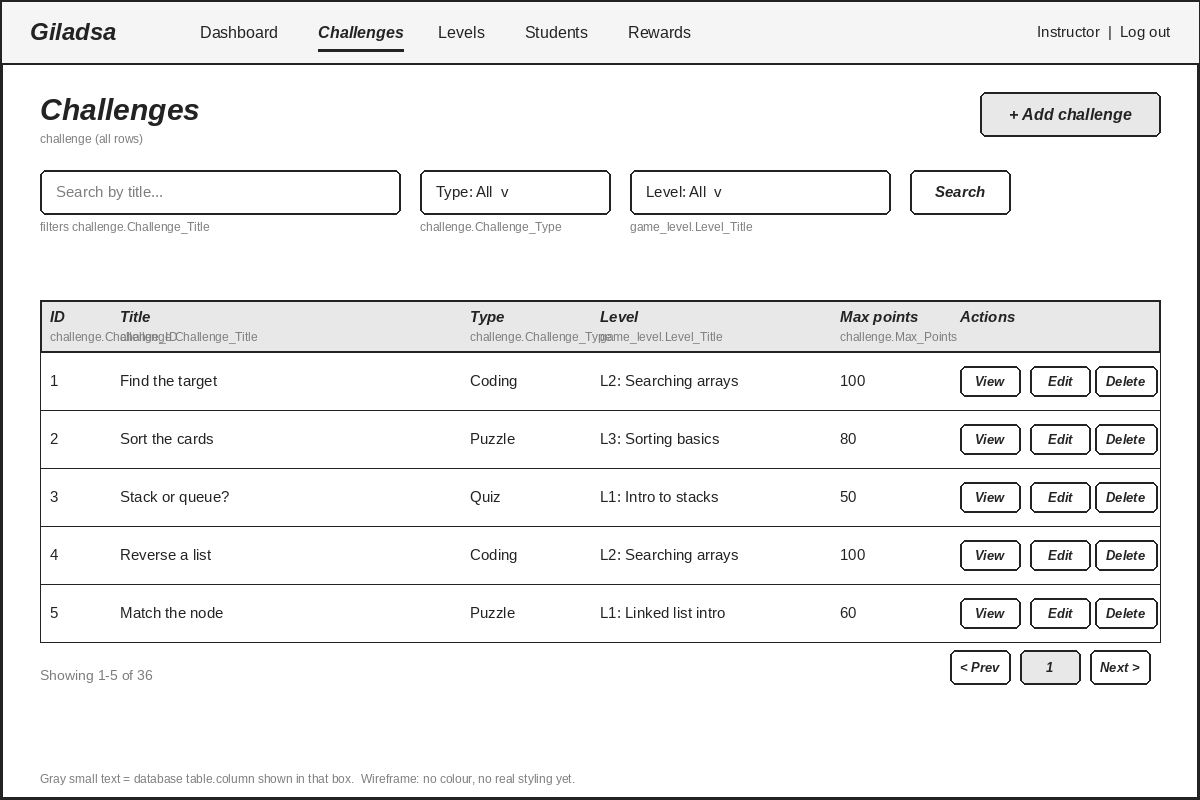 Giladsa Dashboard Challenges Levels Students Rewards Instructor | Log out
Challenges
+ Add challenge
challenge (all rows)
Search by title... Type: All v Level: All v Search
filters challenge.Challenge_Title challenge.Challenge_Type game_level.Level_Title
ID Title Type Level Max points Actions
challenge.Challenge_ID challenge.Challenge_Title challenge.Challenge_Type game_level.Level_Title challenge.Max_Points
1 Find the target Coding L2: Searching arrays 100 View Edit Delete
2 Sort the cards Puzzle L3: Sorting basics 80 View Edit Delete
3 Stack or queue? Quiz L1: Intro to stacks 50 View Edit Delete
4 Reverse a list Coding L2: Searching arrays 100 View Edit Delete
5 Match the node Puzzle L1: Linked list intro 60 View Edit Delete
Showing 1-5 of 36 < Prev 1 Next >
Gray small text = database table.column shown in that box. Wireframe: no colour, no real styling yet.